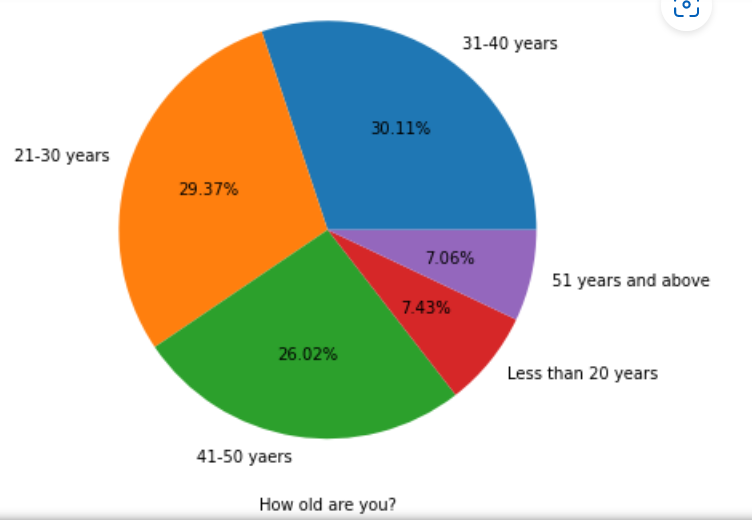 31-40 years
30.11%
21-30 years
29.37%
7.06%
51 years and above
7.43%
26.02%
Less than 20 years
41-50 yaers
How old are you?